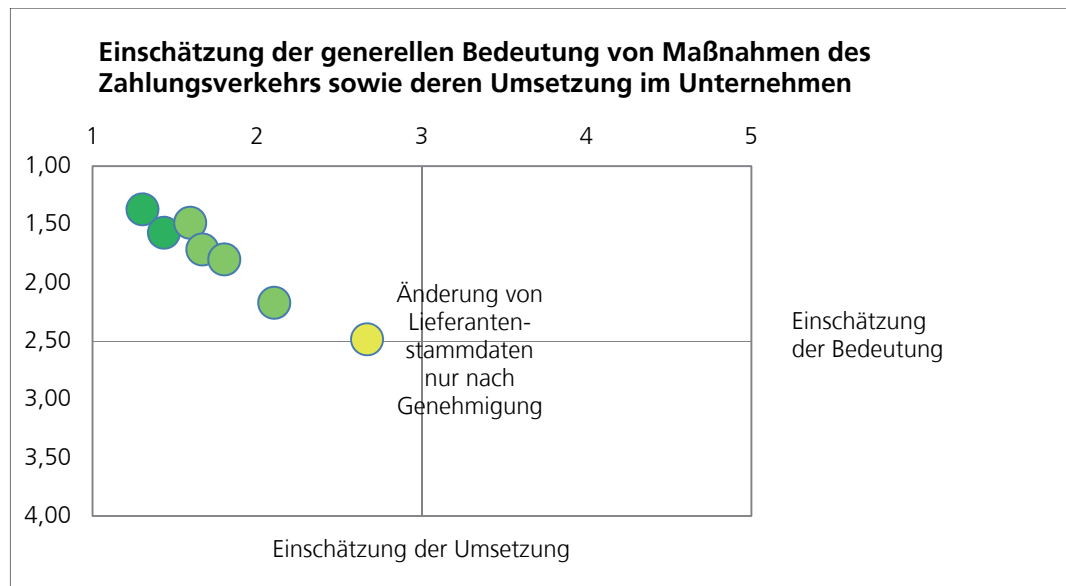 Einschätzung der generellen Bedeutung von Maßnahmen des
Zahlungsverkehrs sowie deren Umsetzung im Unternehmen
1 2 3 4 5
1,00
1,50
2,00
2,50
3,00
3,50
4,00
Änderung von
Lieferanten-
stammdaten
nur nach
Genehmigung
Einschätzung
der Bedeutung
Einschätzung der Umsetzung